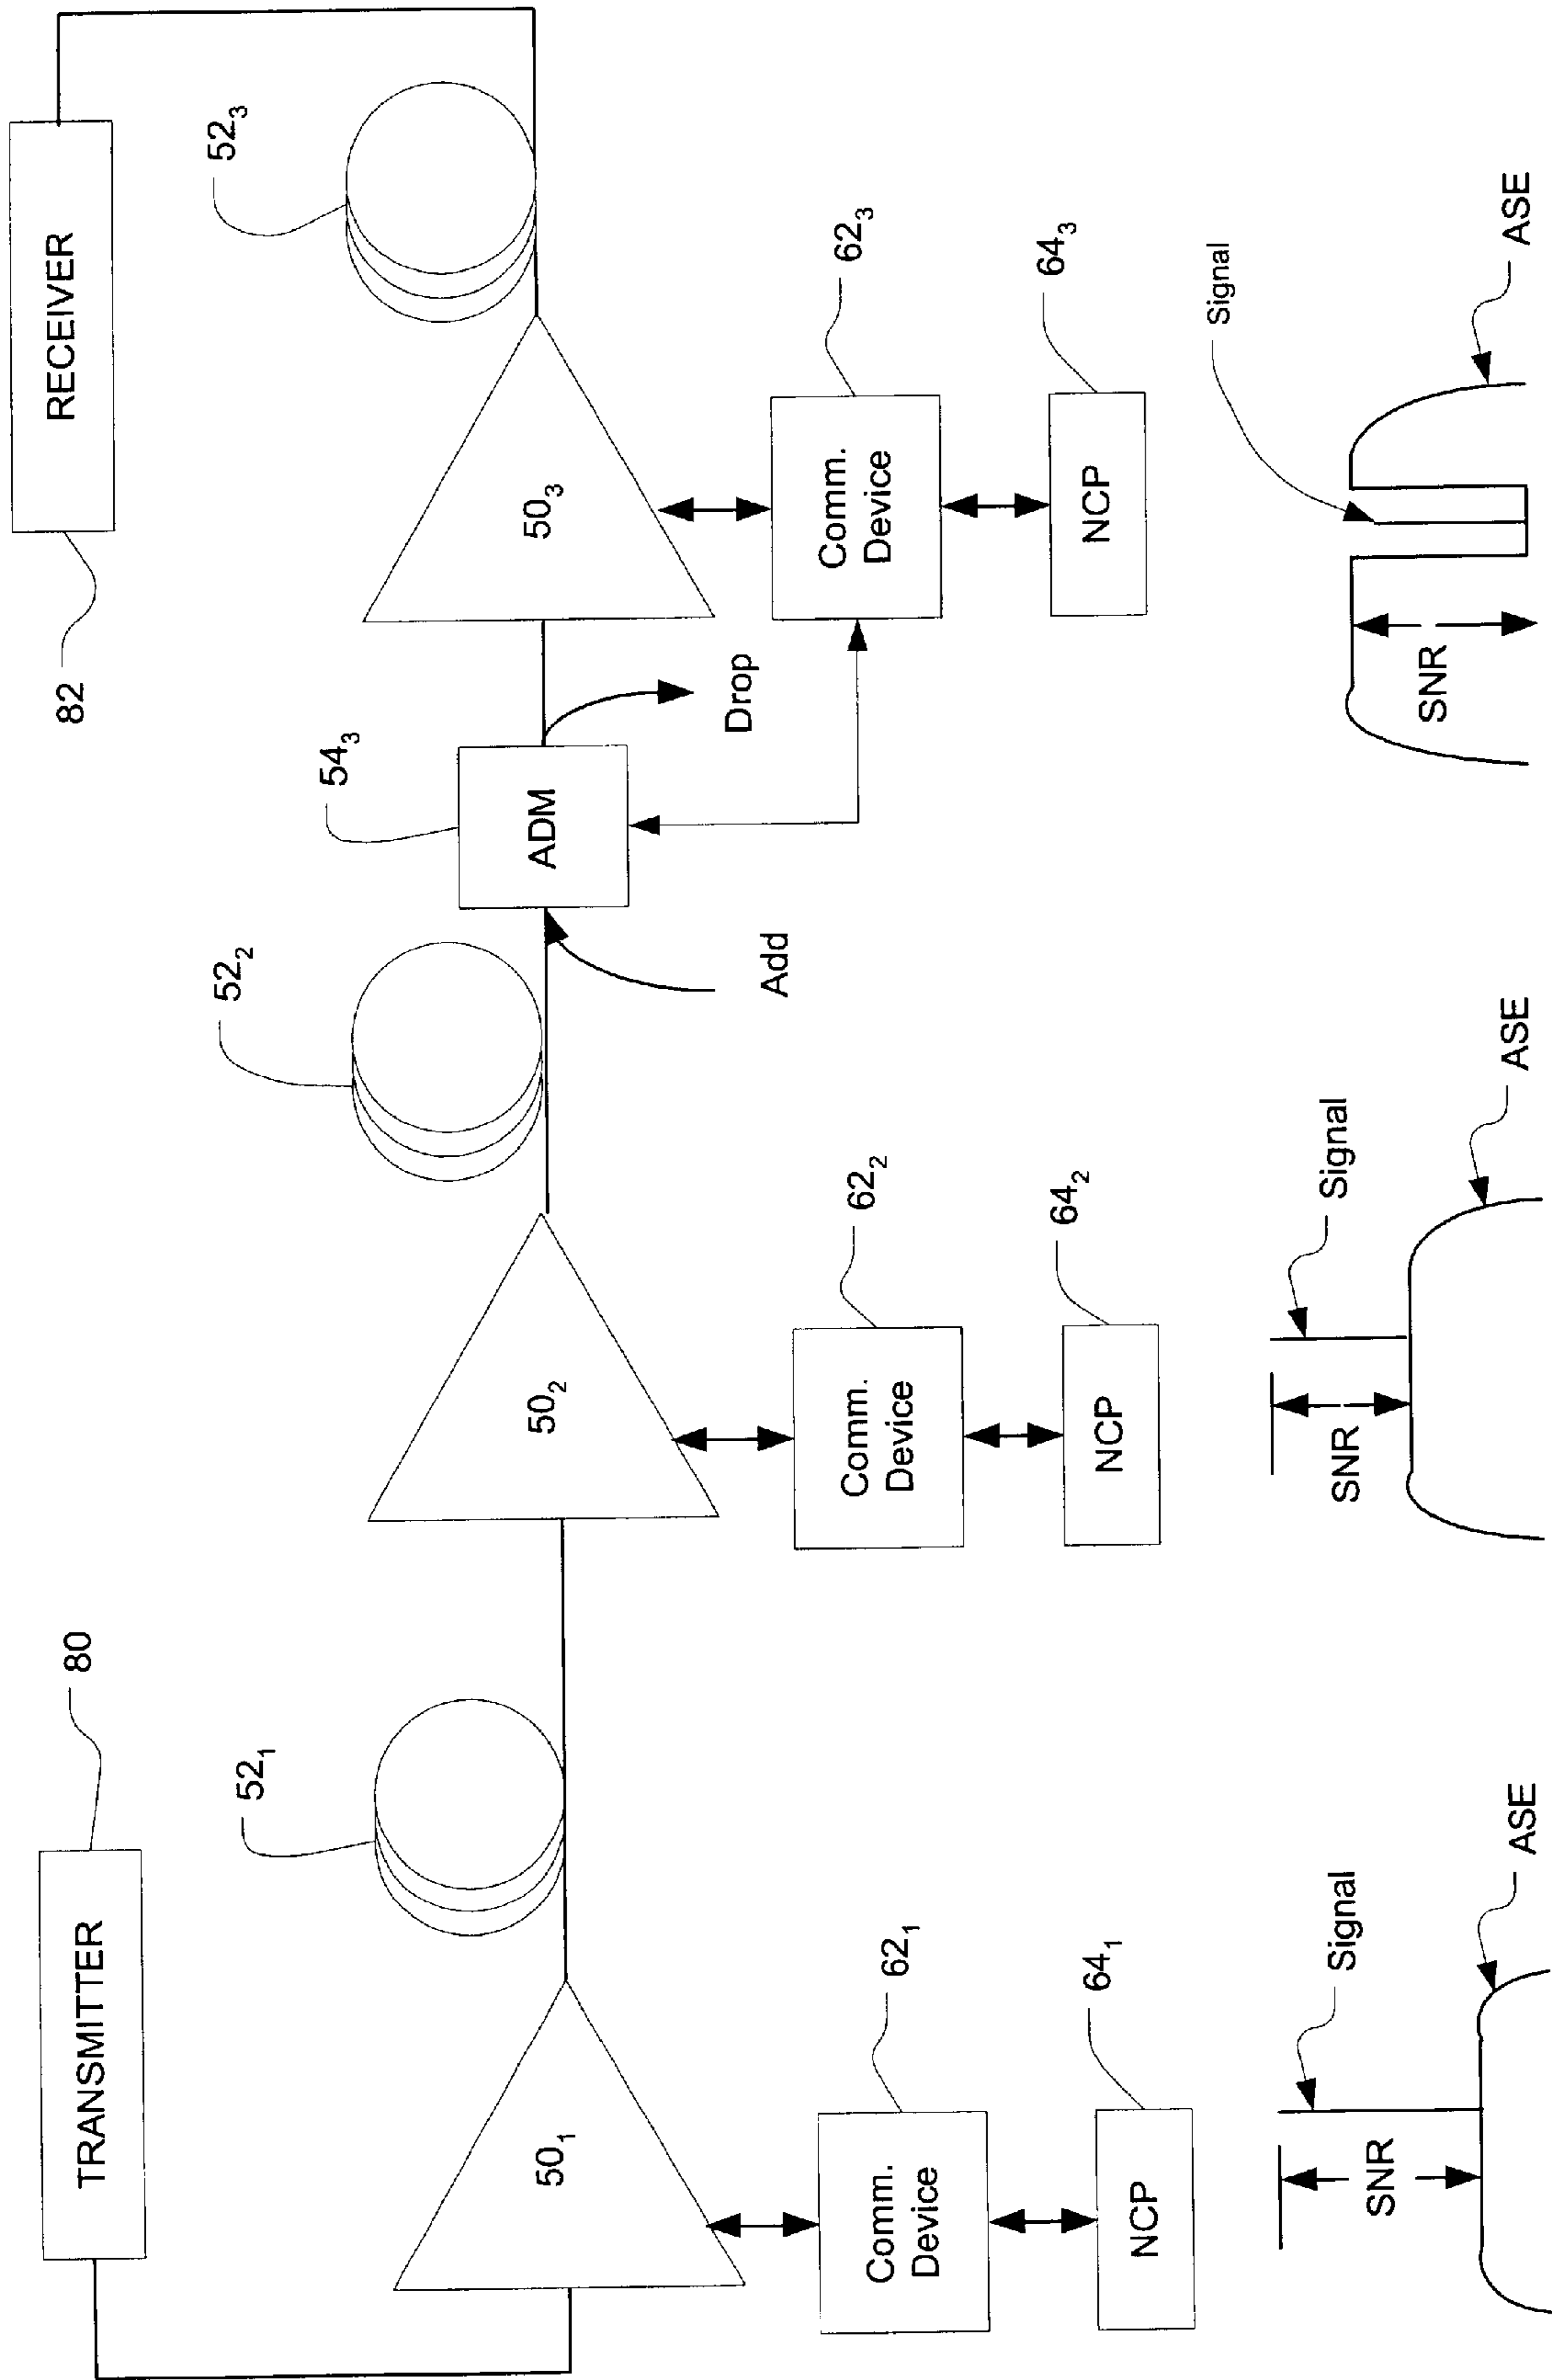 TRANSMITTER
80
RECEIVER
82
52₁
52₂
52₃
54₃
50₁
50₂
ADM
50₃
Add
Drop
Comm.
Device
62₁
Comm.
Device
62₂
Comm.
Device
62₃
NCP
64₁
NCP
64₂
NCP
64₃
SNR
Signal
ASE
SNR
Signal
ASE
SNR
Signal
ASE